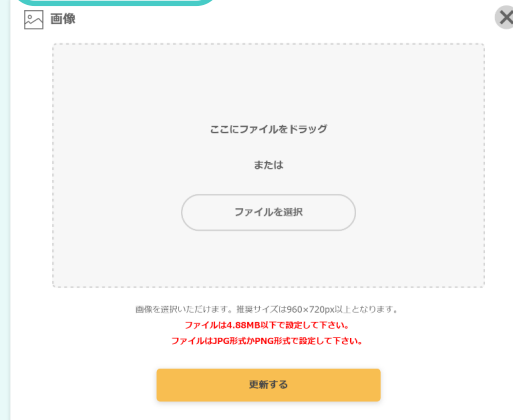 画像
ここにファイルをドラッグ
または
ファイルを選択
画像を選択いただけます。推奨サイズは960×720px以上となります。
ファイルは4.88MB以下で設定して下さい。
ファイルはJPG形式かPNG形式で設定して下さい。
更新する